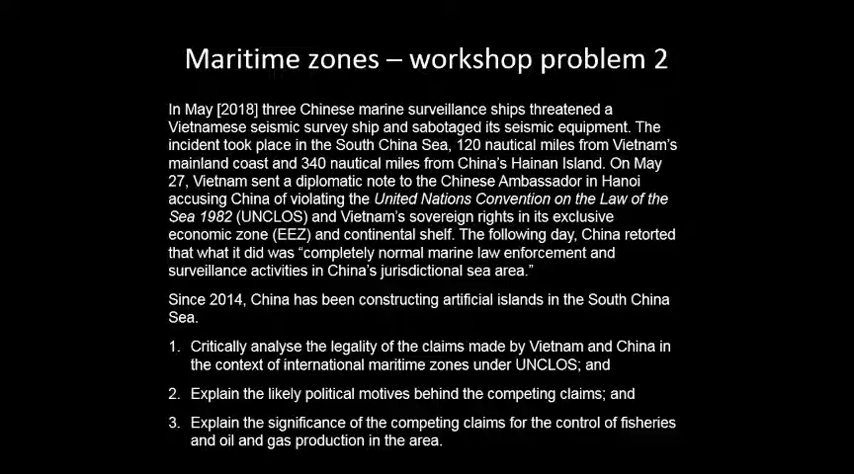 Maritime zones – workshop problem 2
In May [2018] three Chinese marine surveillance ships threatened a
Vietnamese seismic survey ship and sabotaged its seismic equipment. The
incident took place in the South China Sea, 120 nautical miles from Vietnam's
mainland coast and 340 nautical miles from China's Hainan Island. On May
27, Vietnam sent a diplomatic note to the Chinese Ambassador in Hanoi
accusing China of violating the United Nations Convention on the Law of the
Sea 1982 (UNCLOS) and Vietnam's sovereign rights in its exclusive
economic zone (EEZ) and continental shelf. The following day, China retorted
that what it did was “completely normal marine law enforcement and
surveillance activities in China's jurisdictional sea area.”
Since 2014, China has been constructing artificial islands in the South China
Sea.
1. Critically analyse the legality of the claims made by Vietnam and China in
the context of international maritime zones under UNCLOS; and
2. Explain the likely political motives behind the competing claims; and
3. Explain the significance of the competing claims for the control of fisheries
and oil and gas production in the area.